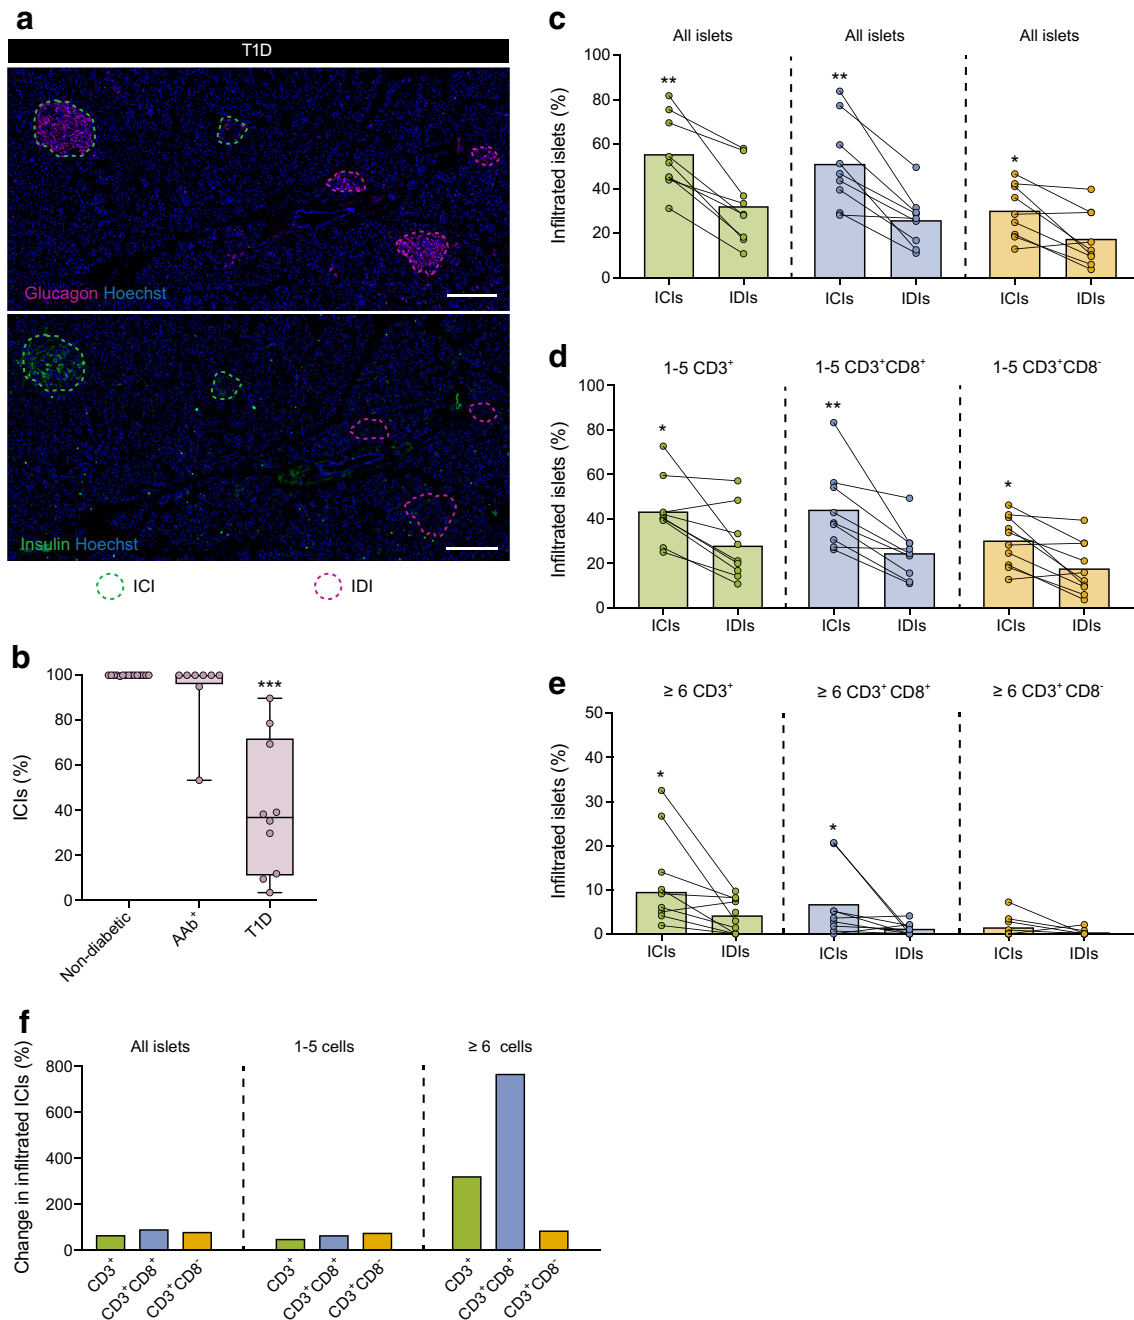 a
T1D
Glucagon Hoechst
Insulin Hoechst
ICI
IDI
b
ICIs (%)
100
80
60
40
20
0
***
Non-diabetic
AAb+
T1D
c
All islets
All islets
All islets
Infiltrated islets (%)
100
80
60
40
20
0
**
**
*
ICIs
IDIs
ICIs
IDIs
ICIs
IDIs
d
1-5 CD3+
1-5 CD3+CD8+
1-5 CD3+CD8-
Infiltrated islets (%)
100
80
60
40
20
0
*
**
*
ICIs
IDIs
ICIs
IDIs
ICIs
IDIs
e
≥ 6 CD3+
≥ 6 CD3+ CD8+
≥ 6 CD3+ CD8-
Infiltrated islets (%)
50
40
30
20
10
0
*
*
ICIs
IDIs
ICIs
IDIs
ICIs
IDIs
f
All islets
1-5 cells
≥ 6 cells
Change in infiltrated ICIs (%)
800
600
400
200
0
CD3+
CD3+CD8+
CD3+CD8-
CD3+
CD3+CD8+
CD3+CD8-
CD3+
CD3+CD8+
CD3+CD8-